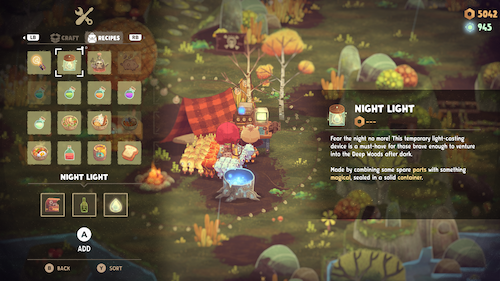 5042
LB CRAFT RECIPES RB
945
NIGHT LIGHT
---
Fear the night no more! This temporary light-casting
device is a must-have for those brave enough to venture
into the Deep Woods after dark.
Made by combining some spare parts with something
magical, sealed in a solid container.
NIGHT LIGHT
A
ADD
B BACK
Y SORT